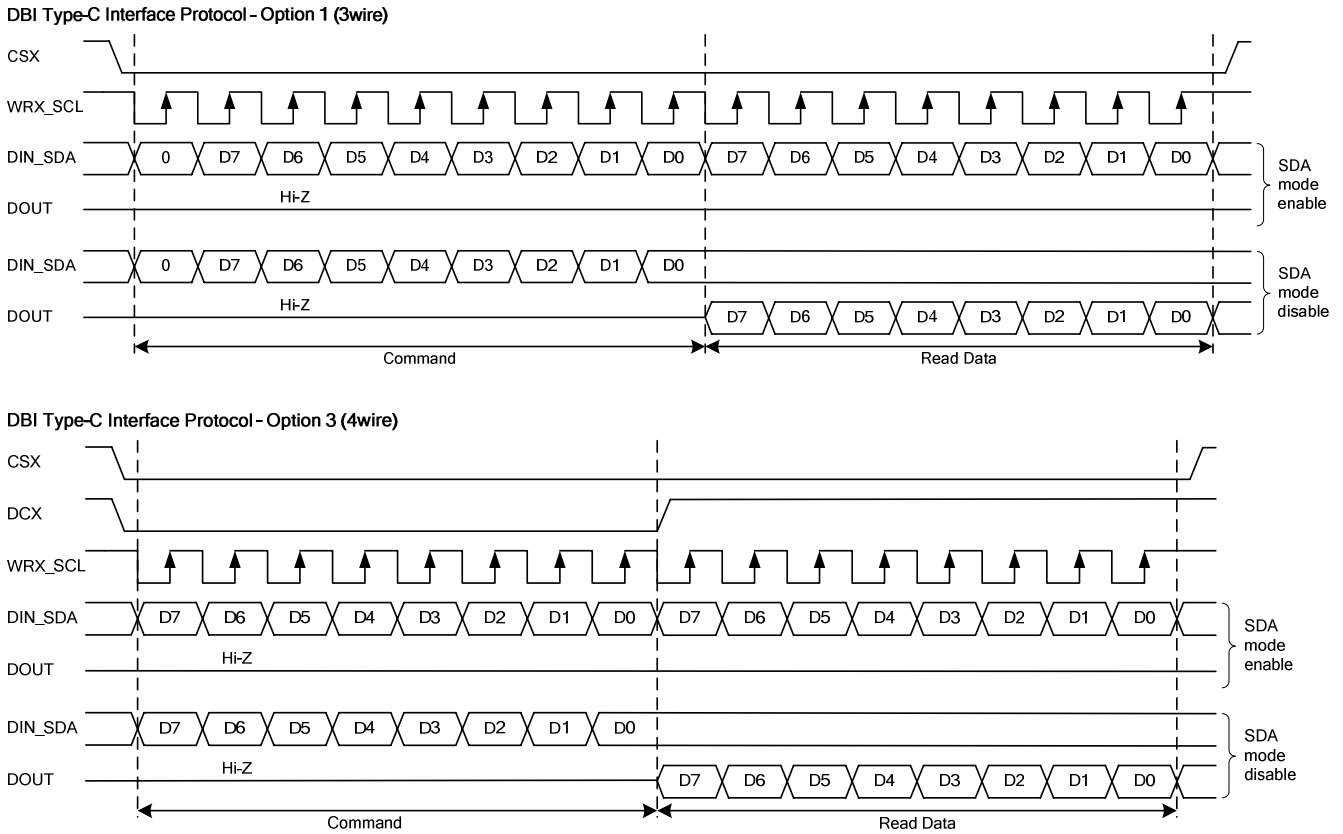 DBI Type-C Interface Protocol - Option 1 (3wire)
CSX
WRX_SCL
DIN_SDA 0 D7 D6 D5 D4 D3 D2 D1 D0 D7 D6 D5 D4 D3 D2 D1 D0
SDA mode enable
Hi-Z
DOUT
DIN_SDA 0 D7 D6 D5 D4 D3 D2 D1 D0
SDA mode disable
Hi-Z
DOUT D7 D6 D5 D4 D3 D2 D1 D0
Command Read Data
DBI Type-C Interface Protocol - Option 3 (4wire)
CSX
DCX
WRX_SCL
DIN_SDA D7 D6 D5 D4 D3 D2 D1 D0 D7 D6 D5 D4 D3 D2 D1 D0
SDA mode enable
Hi-Z
DOUT
DIN_SDA D7 D6 D5 D4 D3 D2 D1 D0
SDA mode disable
Hi-Z
DOUT D7 D6 D5 D4 D3 D2 D1 D0
Command Read Data